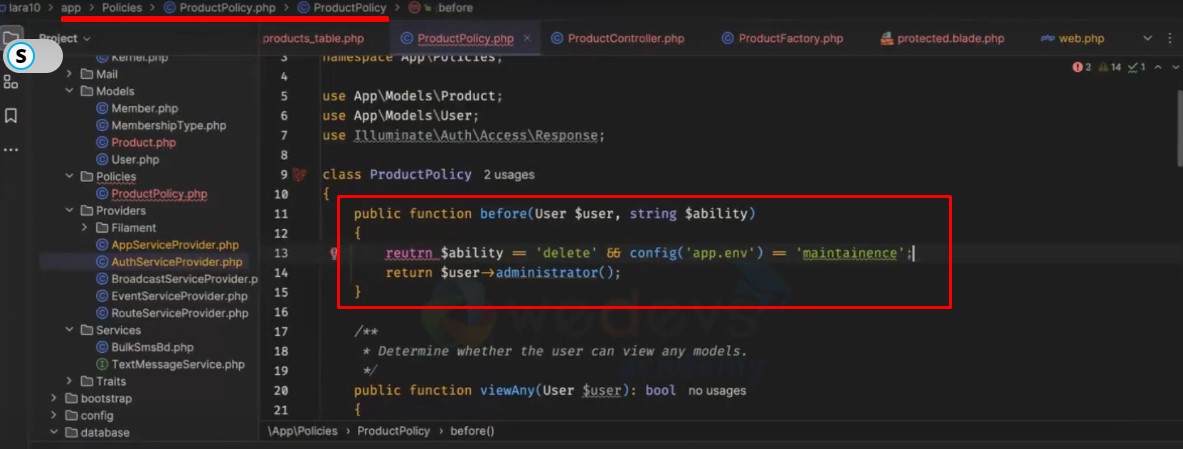 lara10 > app > Policies > ProductPolicy.php > ProductPolicy > before
S
Project
products_table.php
ProductPolicy.php ×
ProductController.php
ProductFactory.php
protected.blade.php
php web.php
Kernel.php
Mail
Models
Member.php
MembershipType.php
Product.php
User.php
Policies
ProductPolicy.php
Providers
Filament
AppServiceProvider.php
AuthServiceProvider.php
BroadcastServiceProvider.p
EventServiceProvider.php
RouteServiceProvider.php
Services
BulkSmsBd.php
TextMessageService.php
Traits
bootstrap
config
database
2 14 1
3 namespace App\Policies;
4
5 use App\Models\Product;
6 use App\Models\User;
7 use Illuminate\Auth\Access\Response;
8
9 class ProductPolicy 2 usages
10 {
11 public function before(User $user, string $ability)
12 {
13 reutrn $ability == 'delete' && config('app.env') == 'maintainence';
14 return $user->administrator();
15 }
16
17 /**
18 * Determine whether the user can view any models.
19 */
20 public function viewAny(User $user): bool no usages
21 {
wedevs
academy
\App\Policies > ProductPolicy > before()